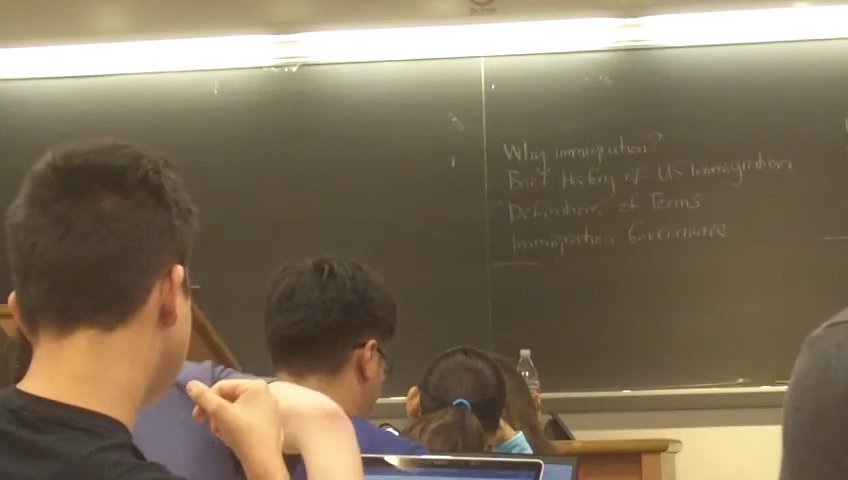 Why immigration?
Brief History of US Immigration
Definitions of Terms
Immigration Governance